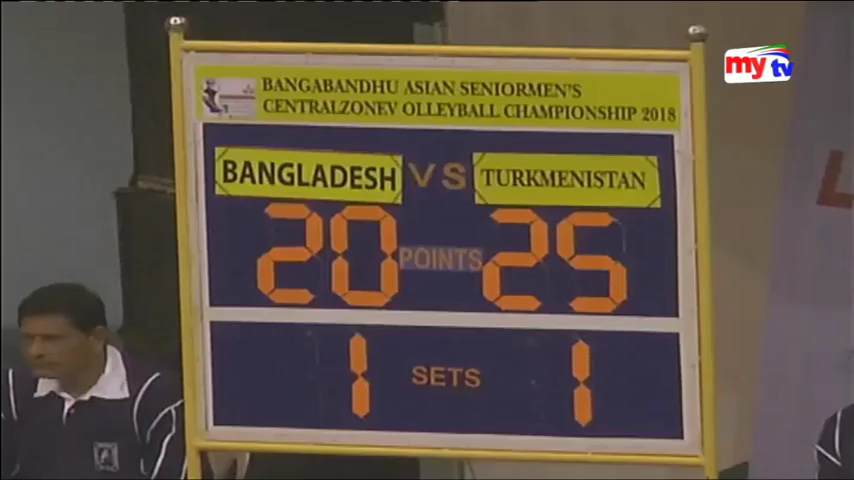 my tv
BANGABANDHU ASIAN SENIORMEN'S
CENTRALZONEV OLLEYBALL CHAMPIONSHIP 2018
BANGLADESH VS TURKMENISTAN
20 POINTS 25
1 SETS 1